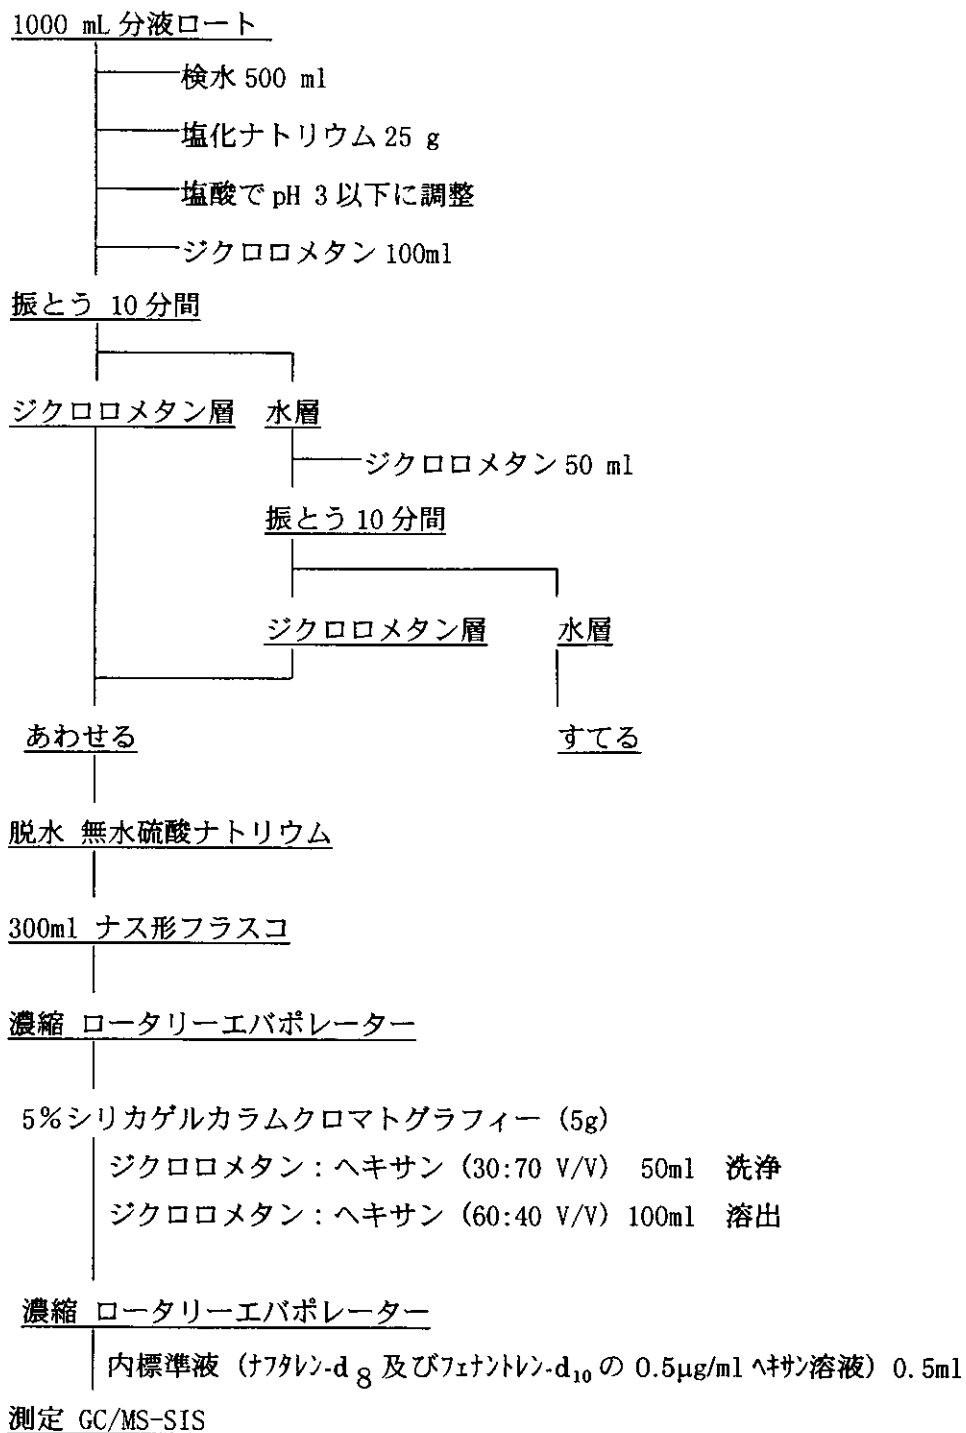 1000 mL 分液ロート
検水 500 ml
塩化ナトリウム 25 g
塩酸で pH 3 以下に調整
ジクロロメタン 100ml
振とう 10 分間
ジクロロメタン層 水層
ジクロロメタン 50 ml
振とう 10 分間
ジクロロメタン層 水層
あわせる すてる
脱水 無水硫酸ナトリウム
300ml ナス形フラスコ
濃縮 ロータリーエバポレーター
5%シリカゲルカラムクロマトグラフィー (5g)
ジクロロメタン:ヘキサン (30:70 V/V) 50ml 洗浄
ジクロロメタン:ヘキサン (60:40 V/V) 100ml 溶出
濃縮 ロータリーエバポレーター
内標準液 (ナフタレン-d8 及びフェナントレン-d10 の 0.5μg/ml ヘキサン溶液) 0.5ml
測定 GC/MS-SIS